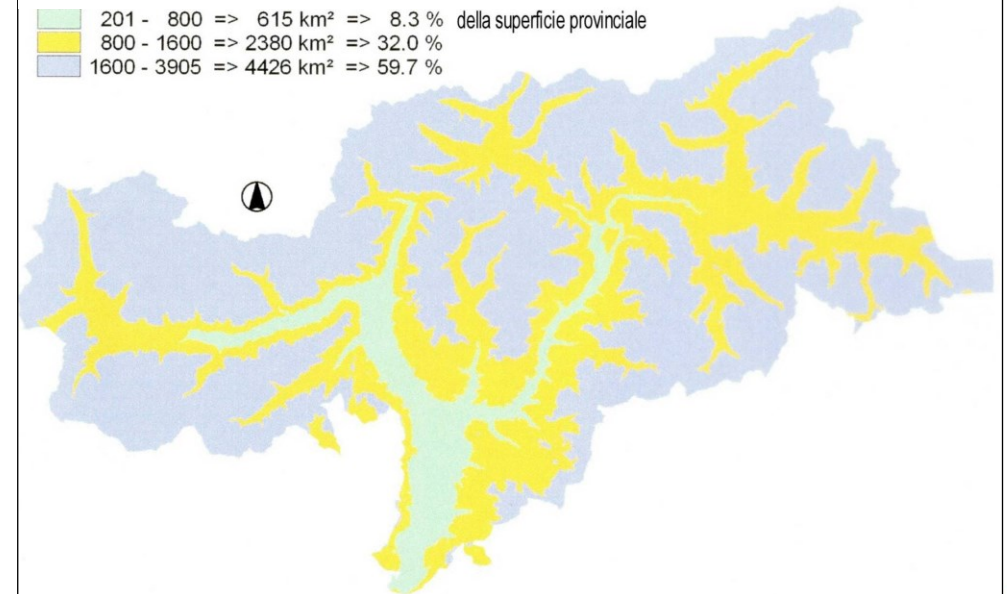 201 - 800 => 615 km² => 8.3 % della superficie provinciale
800 - 1600 => 2380 km² => 32.0 %
1600 - 3905 => 4426 km² => 59.7 %